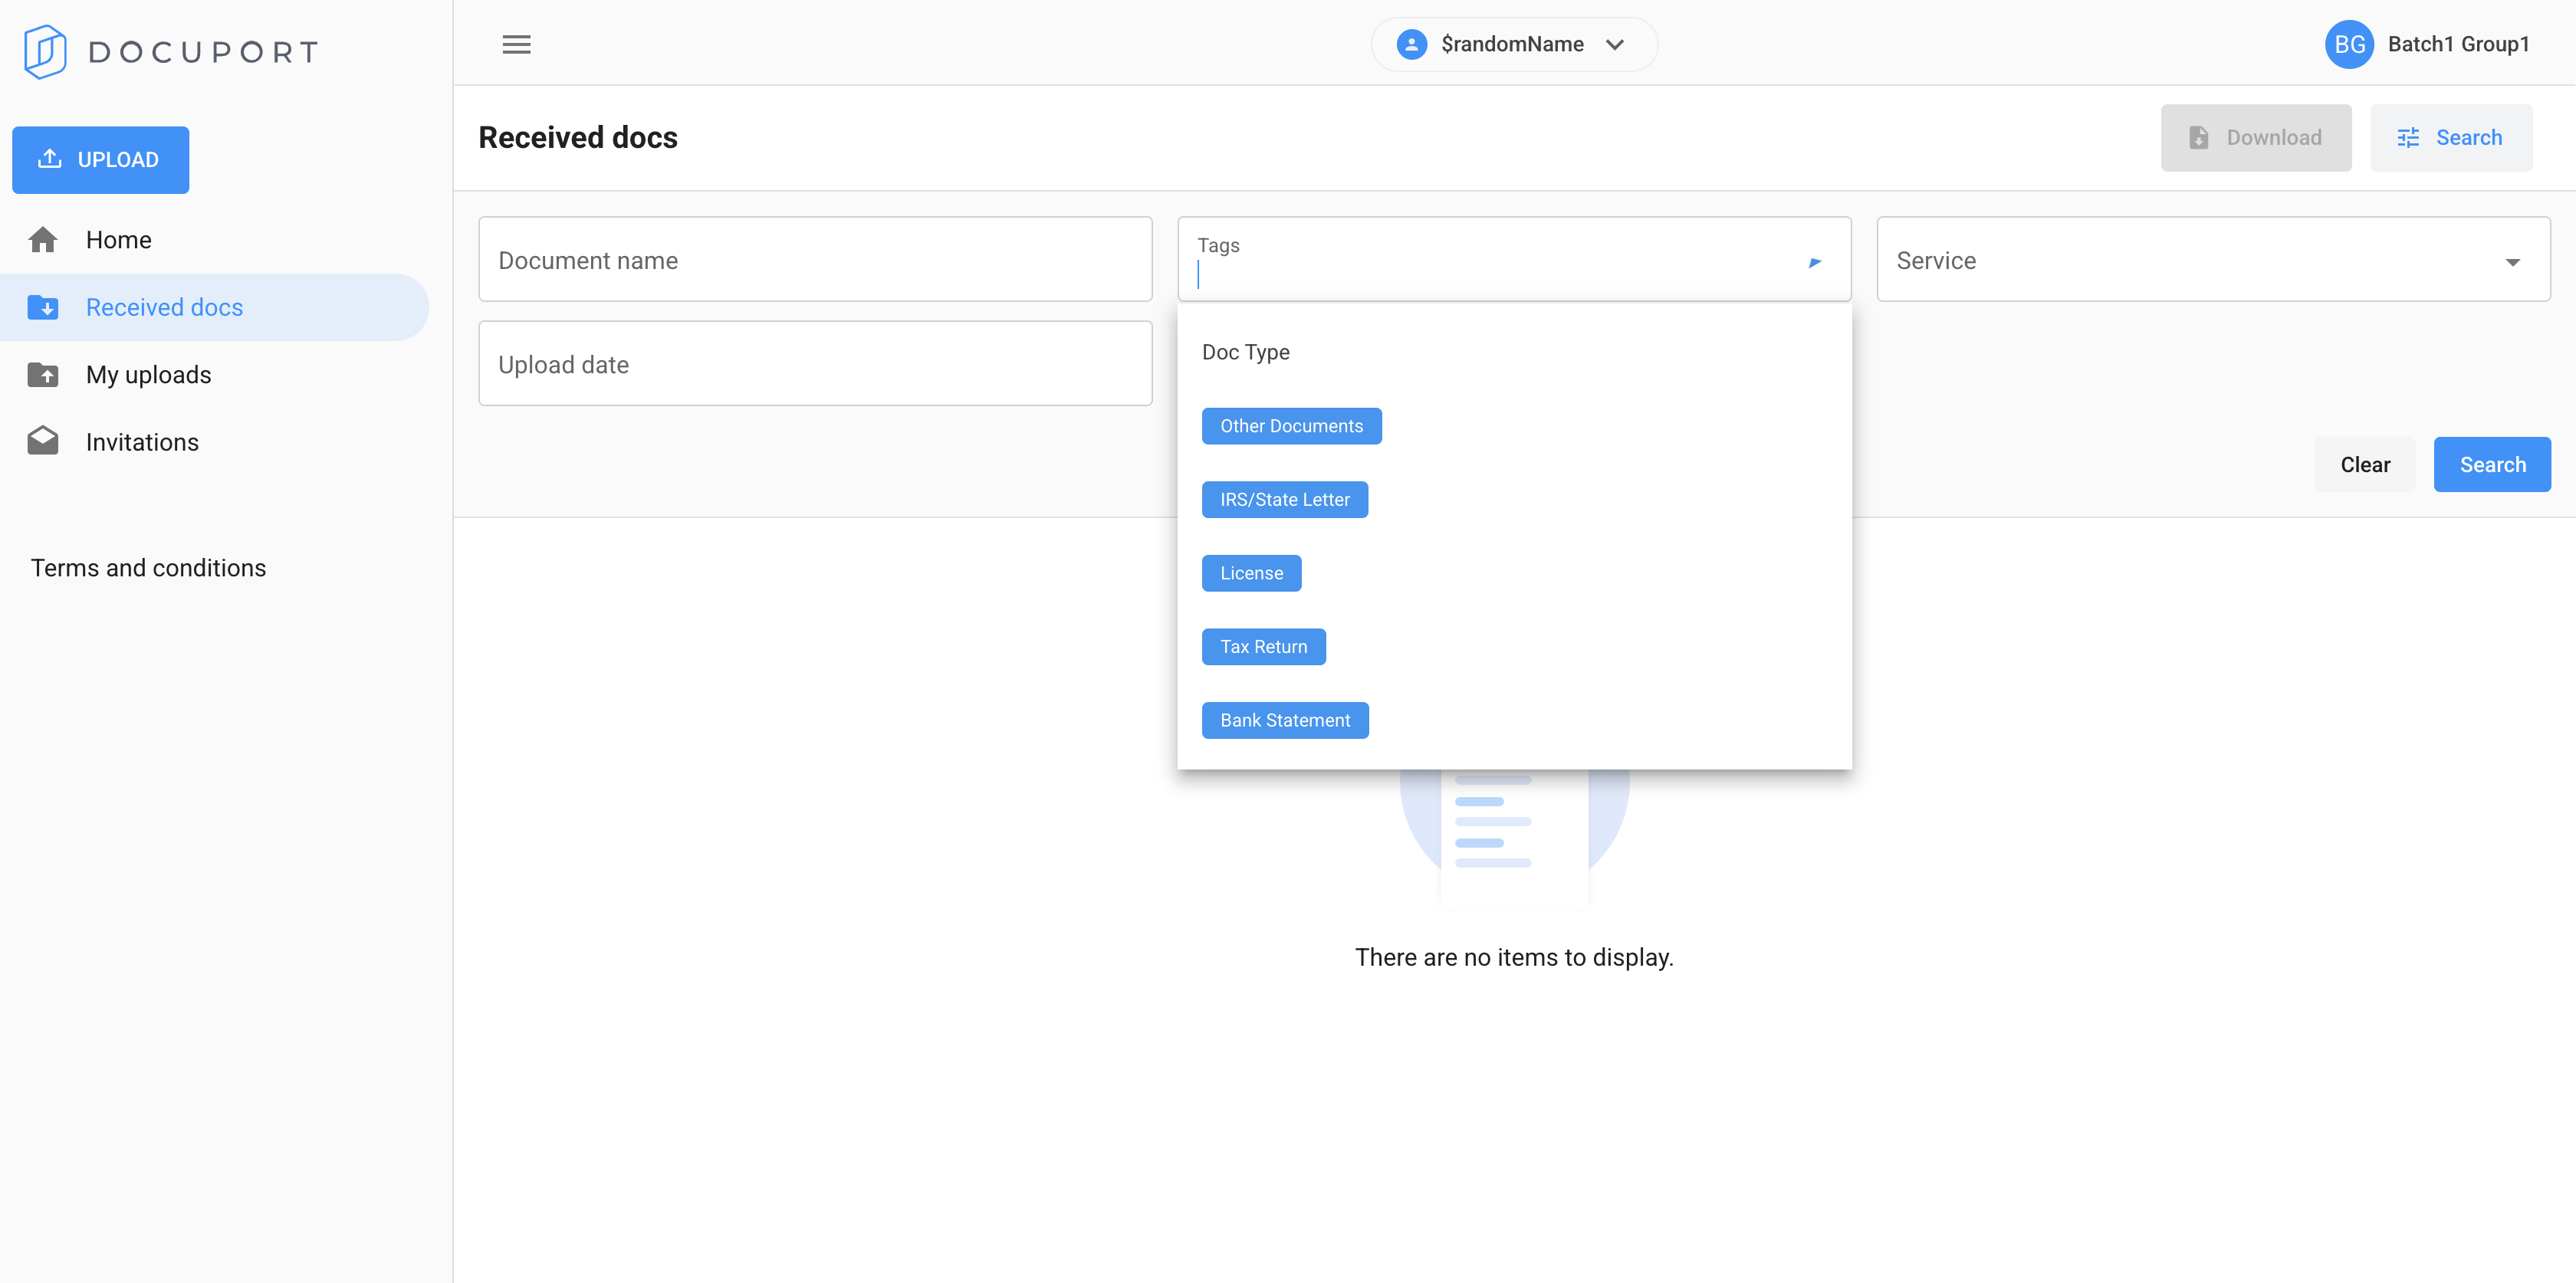 DOCUPORT
UPLOAD
Home
Received docs
My uploads
Invitations
Terms and conditions
$randomName
BG Batch1 Group1
Received docs
Download
Search
Document name
Tags
Service
Upload date
Doc Type
Other Documents
IRS/State Letter
License
Tax Return
Bank Statement
Clear
Search
There are no items to display.